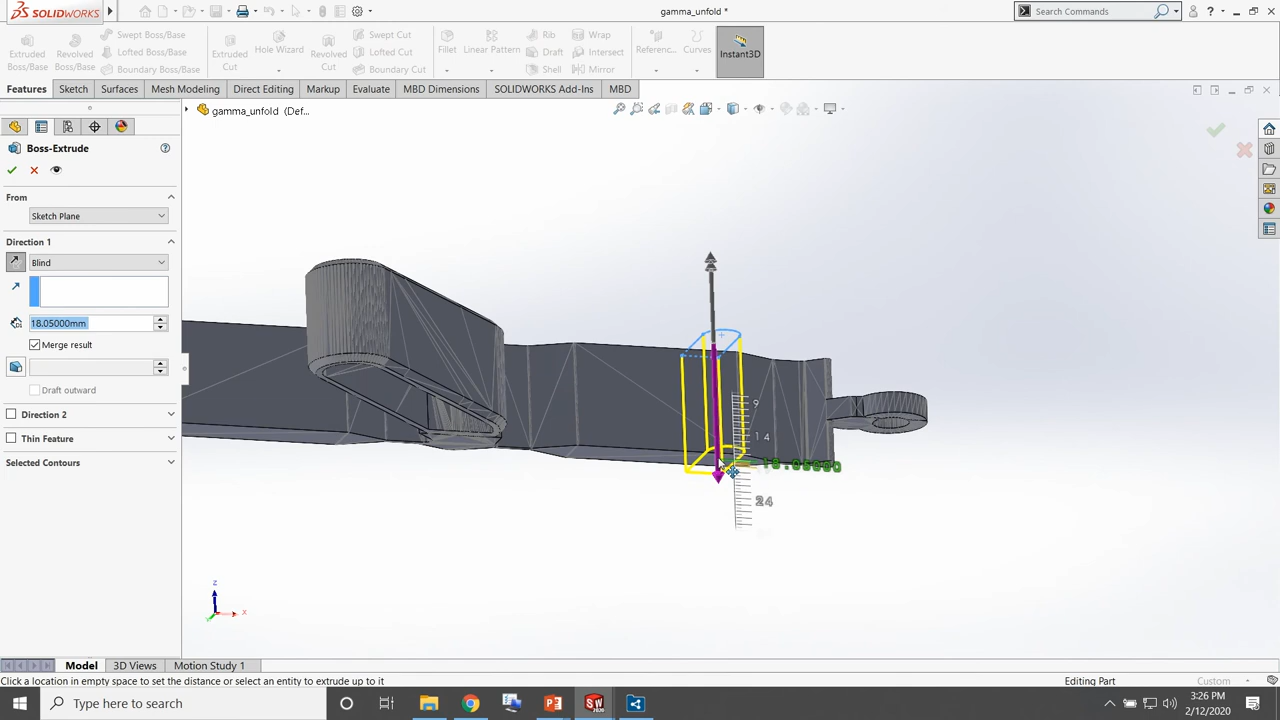 SOLIDWORKS
gamma_unfold *
Search Commands
Extruded Boss/Base
Revolved Boss/Base
Swept Boss/Base
Lofted Boss/Base
Boundary Boss/Base
Extruded Cut
Hole Wizard
Revolved Cut
Swept Cut
Lofted Cut
Boundary Cut
Fillet
Linear Pattern
Rib
Draft
Shell
Wrap
Intersect
Mirror
Referenc...
Curves
Instant3D
Features
Sketch
Surfaces
Mesh Modeling
Direct Editing
Markup
Evaluate
MBD Dimensions
SOLIDWORKS Add-Ins
MBD
gamma_unfold (Def...
Boss-Extrude
From
Sketch Plane
Direction 1
Blind
18.05000mm
Merge result
Draft outward
Direction 2
Thin Feature
Selected Contours
9
14
18.05000
24
z
x
Y
Model
3D Views
Motion Study 1
Click a location in empty space to set the distance or select an entity to extrude up to it
Editing Part
Custom
Type here to search
3:26 PM
2/12/2020